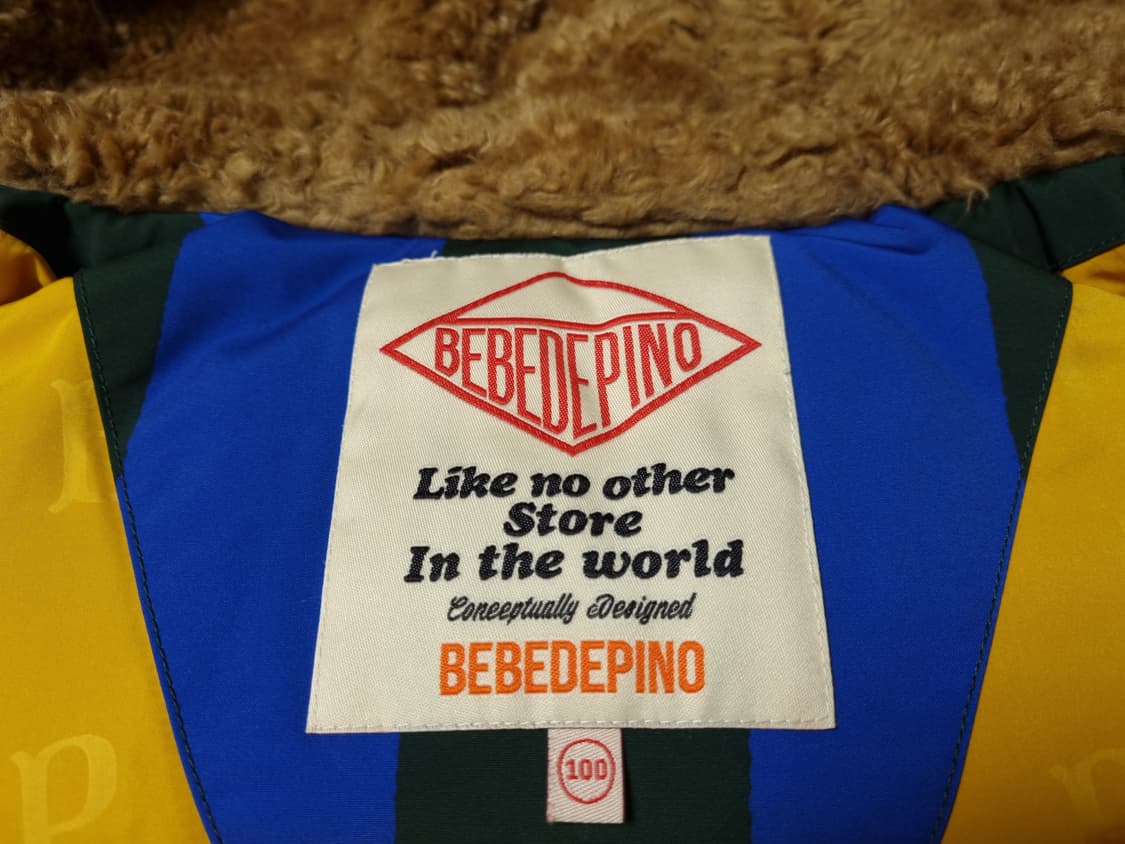 BEBEDEPINO
Like no other
Store
In the world
Conceptually Designed
BEBEDEPINO
100